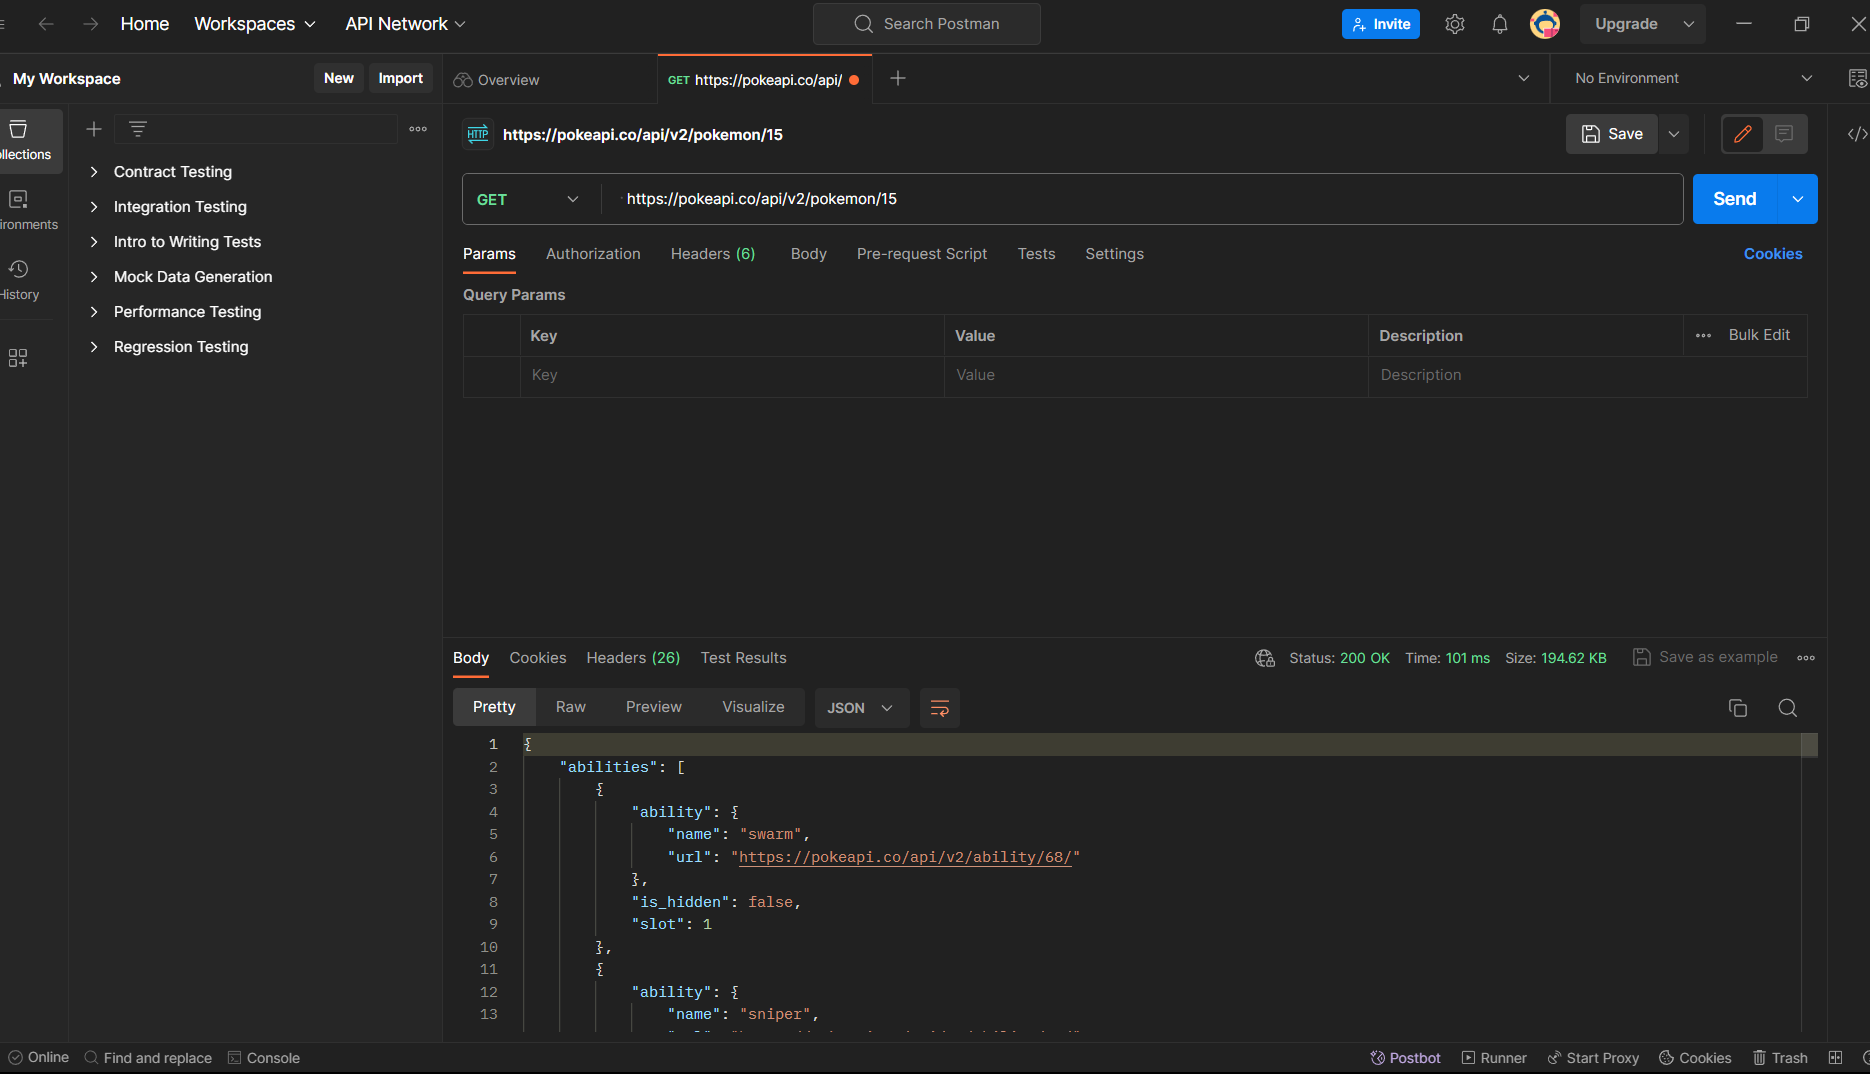 Home Workspaces API Network Search Postman Invite Upgrade
My Workspace New Import Overview GET https://pokeapi.co/api/ No Environment
HTTP https://pokeapi.co/api/v2/pokemon/15 Save
llections
Contract Testing
Integration Testing
Intro to Writing Tests
Mock Data Generation
Performance Testing
Regression Testing
ironments
History
GET https://pokeapi.co/api/v2/pokemon/15 Send
Params Authorization Headers (6) Body Pre-request Script Tests Settings Cookies
Query Params
Key Value Description Bulk Edit
Key Value Description
Body Cookies Headers (26) Test Results Status: 200 OK Time: 101 ms Size: 194.62 KB Save as example
Pretty Raw Preview Visualize JSON
1 {
2 "abilities": [
3 {
4 "ability": {
5 "name": "swarm",
6 "url": "https://pokeapi.co/api/v2/ability/68/"
7 },
8 "is_hidden": false,
9 "slot": 1
10 },
11 {
12 "ability": {
13 "name": "sniper",
Online Find and replace Console Postbot Runner Start Proxy Cookies Trash